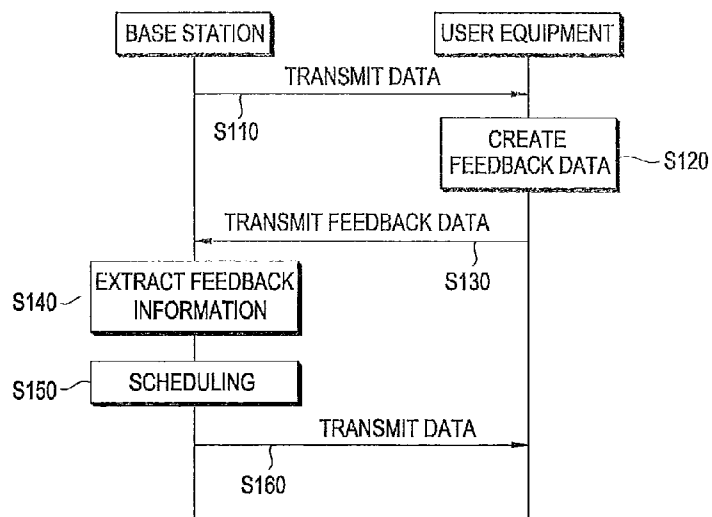 BASE STATION
USER EQUIPMENT
TRANSMIT DATA
S110
CREATE
FEEDBACK DATA
S120
TRANSMIT FEEDBACK DATA
S130
EXTRACT FEEDBACK
INFORMATION
S140
SCHEDULING
S150
TRANSMIT DATA
S160